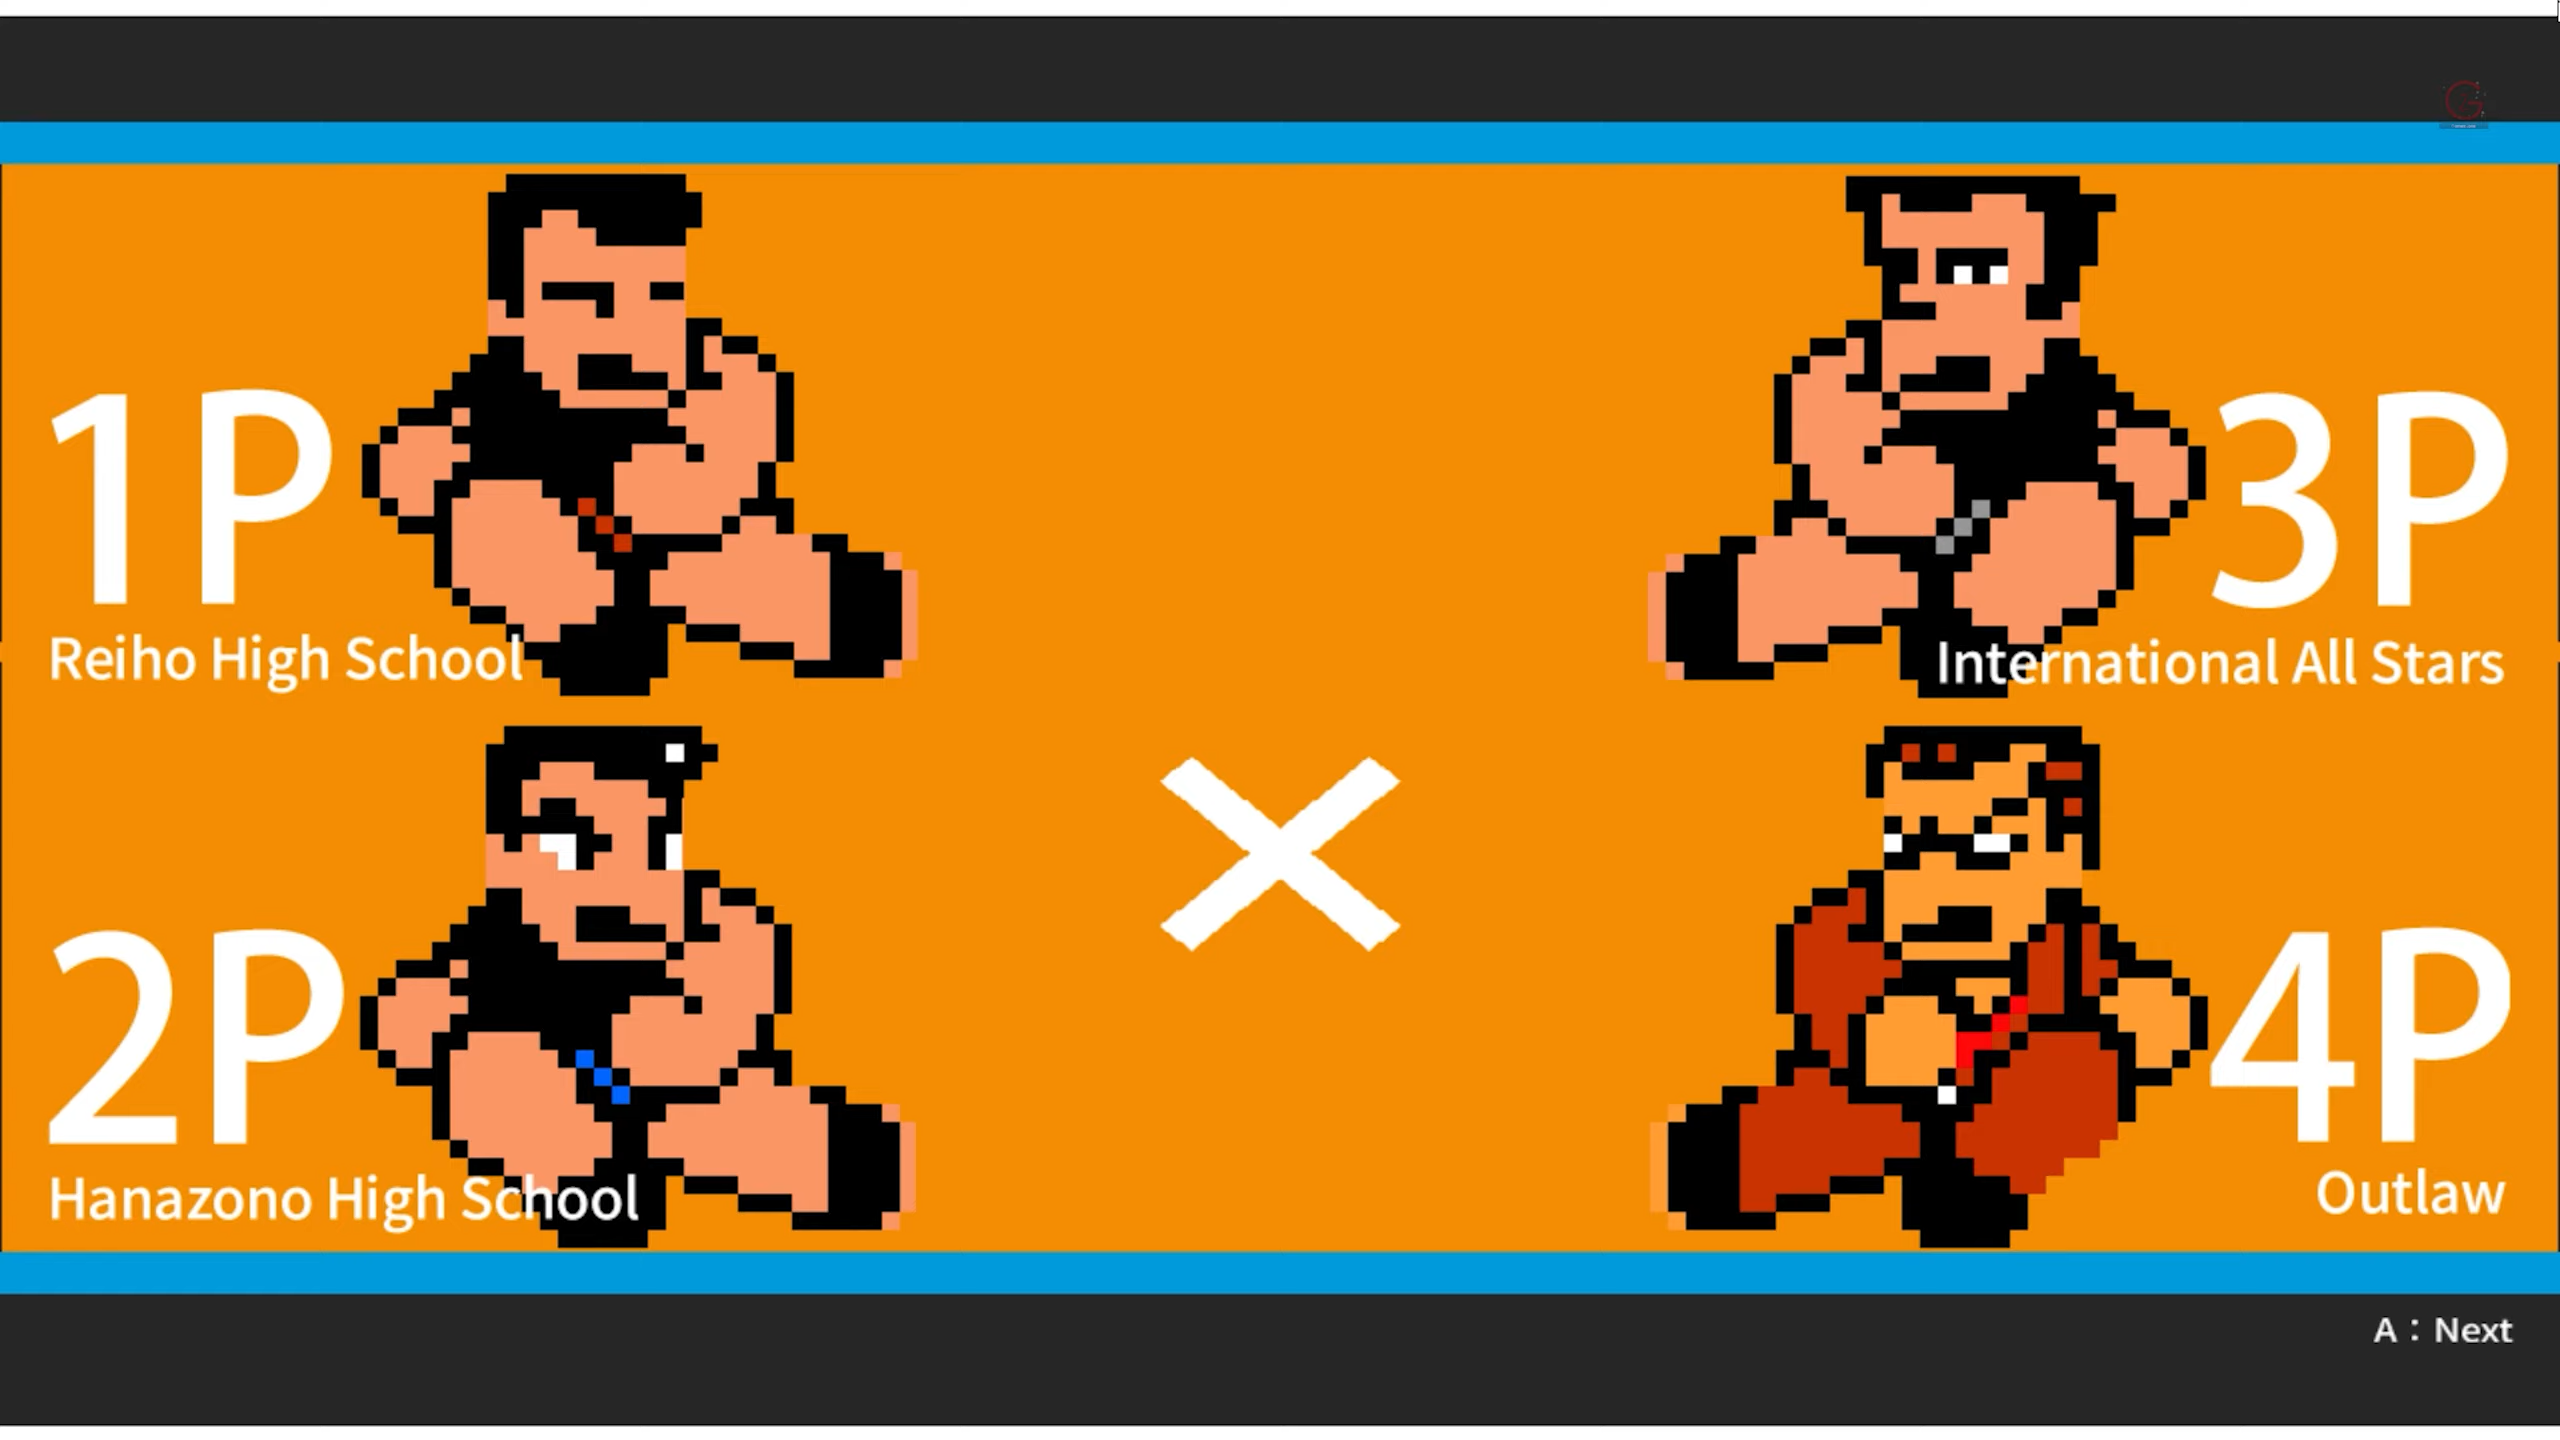 1P
Reiho High School
3P
International All Stars
2P
Hanazono High School
4P
Outlaw
A : Next